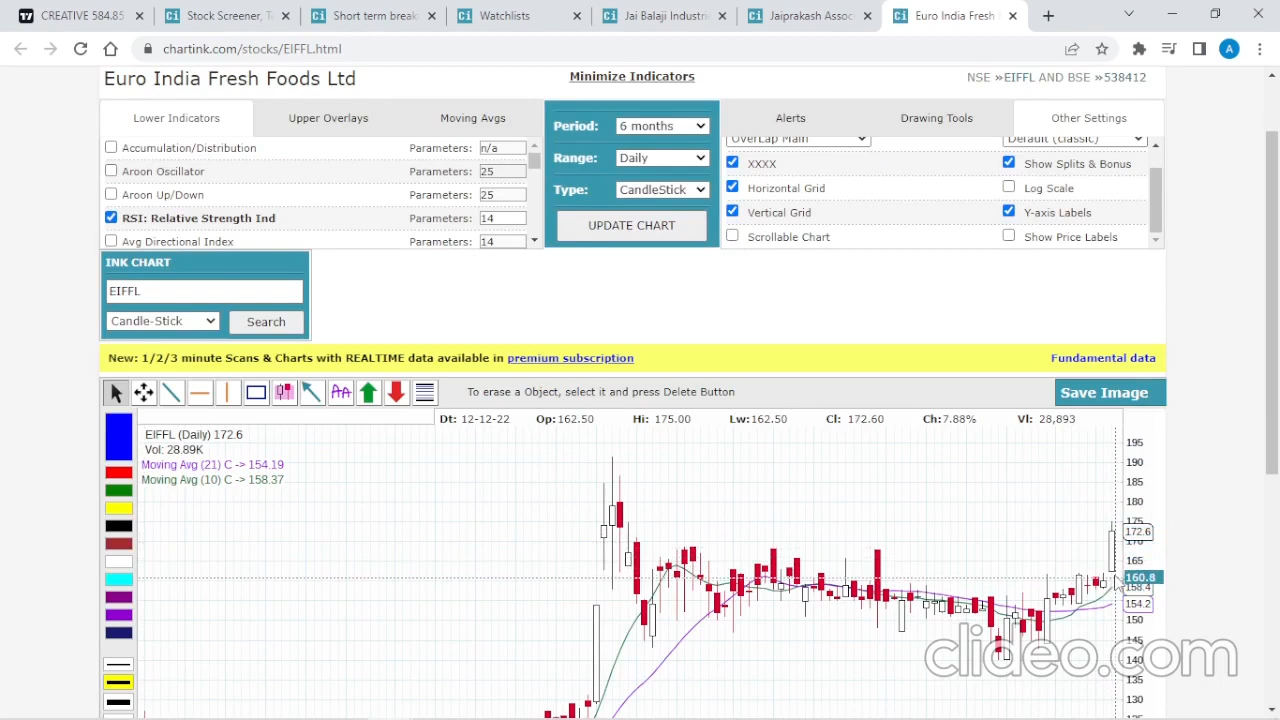 CREATIVE 584.85
Stock Screener, Te
Short term break
Watchlists
Jai Balaji Industri
Jaiprakash Assoc
Euro India Fresh
chartink.com/stocks/EIFFL.html
A
Euro India Fresh Foods Ltd
Minimize Indicators
NSE »EIFFL AND BSE »538412
Lower Indicators
Upper Overlays
Moving Avgs
Period: 6 months
Alerts
Drawing Tools
Other Settings
Accumulation/Distribution Parameters: n/a
Aroon Oscillator Parameters: 25
Aroon Up/Down Parameters: 25
RSI: Relative Strength Ind Parameters: 14
Avg Directional Index Parameters: 14
Range: Daily
Type: CandleStick
UPDATE CHART
OverLap Main
Default (classic)
XXXX
Show Splits & Bonus
Horizontal Grid
Log Scale
Vertical Grid
Y-axis Labels
Scrollable Chart
Show Price Labels
INK CHART
EIFFL
Candle-Stick
Search
New: 1/2/3 minute Scans & Charts with REALTIME data available in premium subscription
Fundamental data
To erase a Object, select it and press Delete Button
Save Image
Dt: 12-12-22 Op:162.50 Hi: 175.00 Lw:162.50 Cl: 172.60 Ch:7.88% Vl: 28,893
EIFFL (Daily) 172.6
Vol: 28.89K
Moving Avg (21) C -> 154.19
Moving Avg (10) C -> 158.37
195
190
185
180
175
172.6
170
165
160.8
158.4
154.2
150
145
140
135
130
125
clideo.com